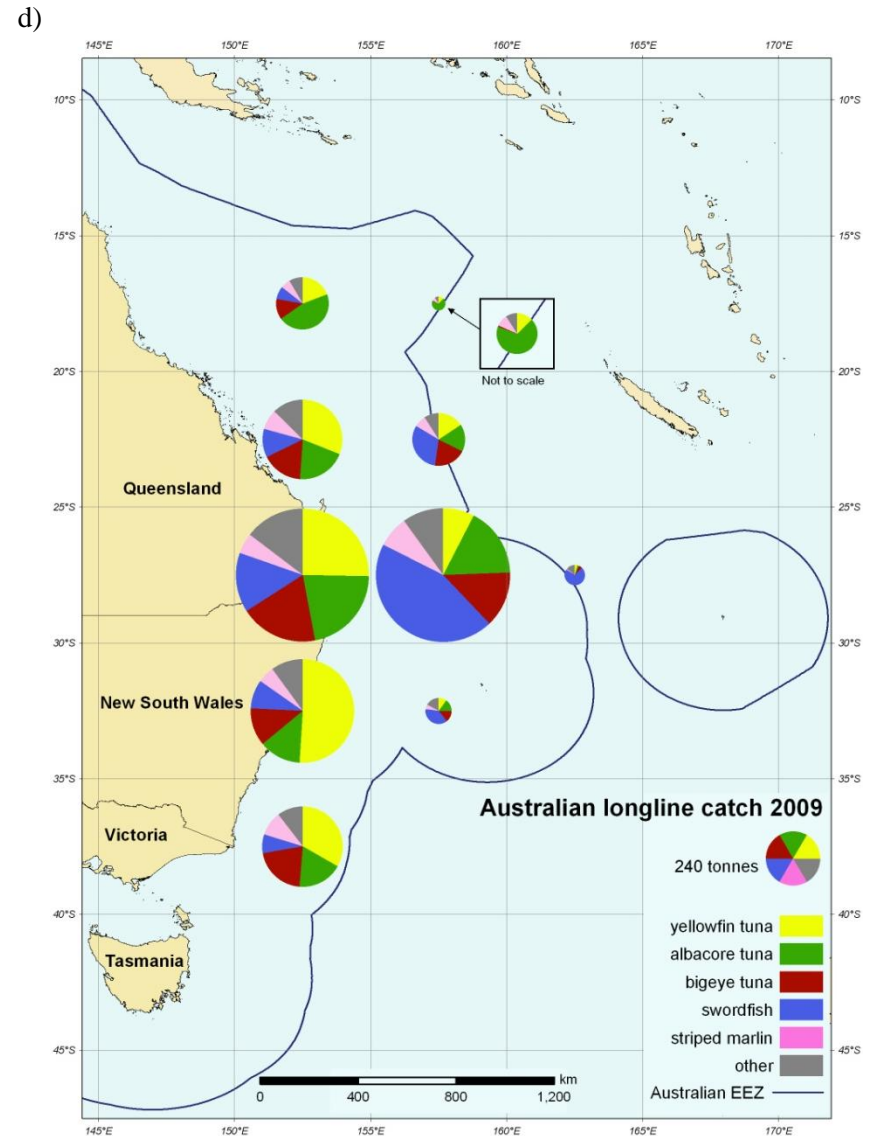 d)
145°E 150°E 155°E 160°E 165°E 170°E
10°S 10°S
15°S 15°S
Not to scale
20°S 20°S
Queensland
25°S 25°S
30°S 30°S
New South Wales
35°S 35°S
Australian longline catch 2009
Victoria
240 tonnes
40°S 40°S
yellowfin tuna
albacore tuna
Tasmania
bigeye tuna
swordfish
striped marlin
45°S 45°S
other
Australian EEZ
km
0 400 800 1,200
145°E 150°E 155°E 160°E 165°E 170°E